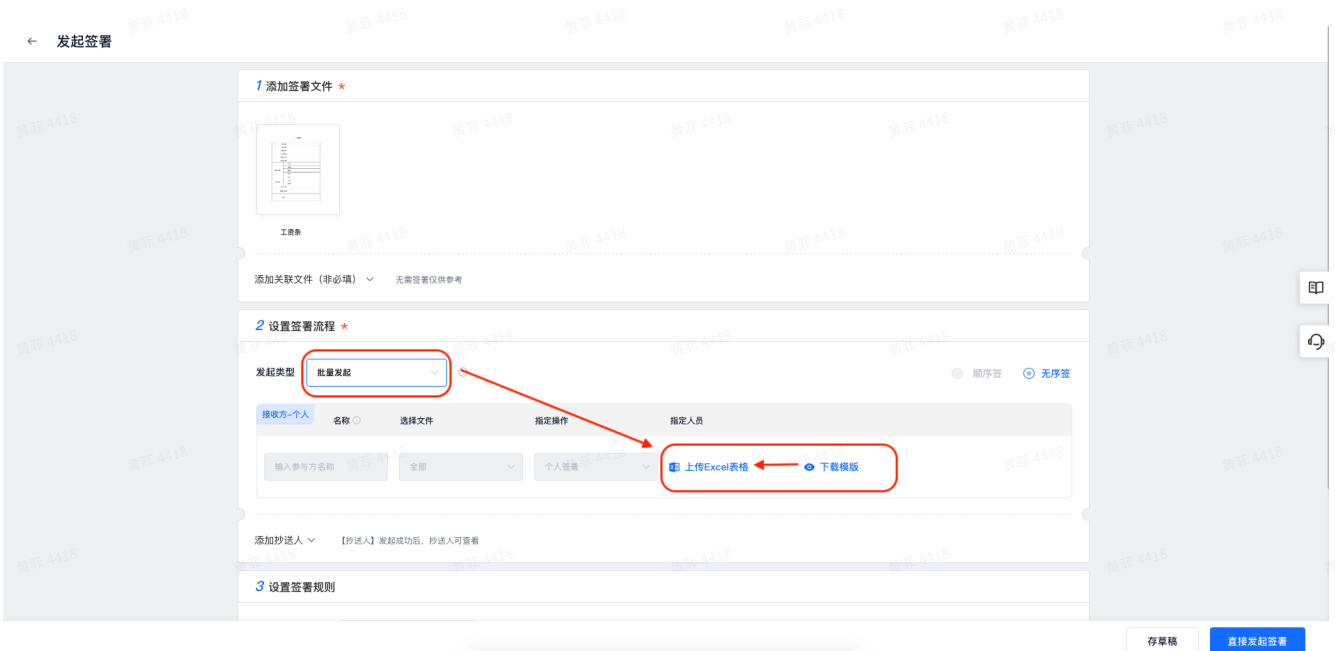 ← 发起签署
1 添加签署文件 *
工资条
添加关联文件（非必填） 无需签署仅供参考
2 设置签署流程 *
发起类型 批量发起 顺序签 无序签
接收方-个人 名称 选择文件 指定操作 指定人员
输入参与方名称 全部 个人签署 上传Excel表格 下载模版
添加抄送人 【抄送人】发起成功后，抄送人可查看
3 设置签署规则
存草稿 直接发起签署
黄菲 4418